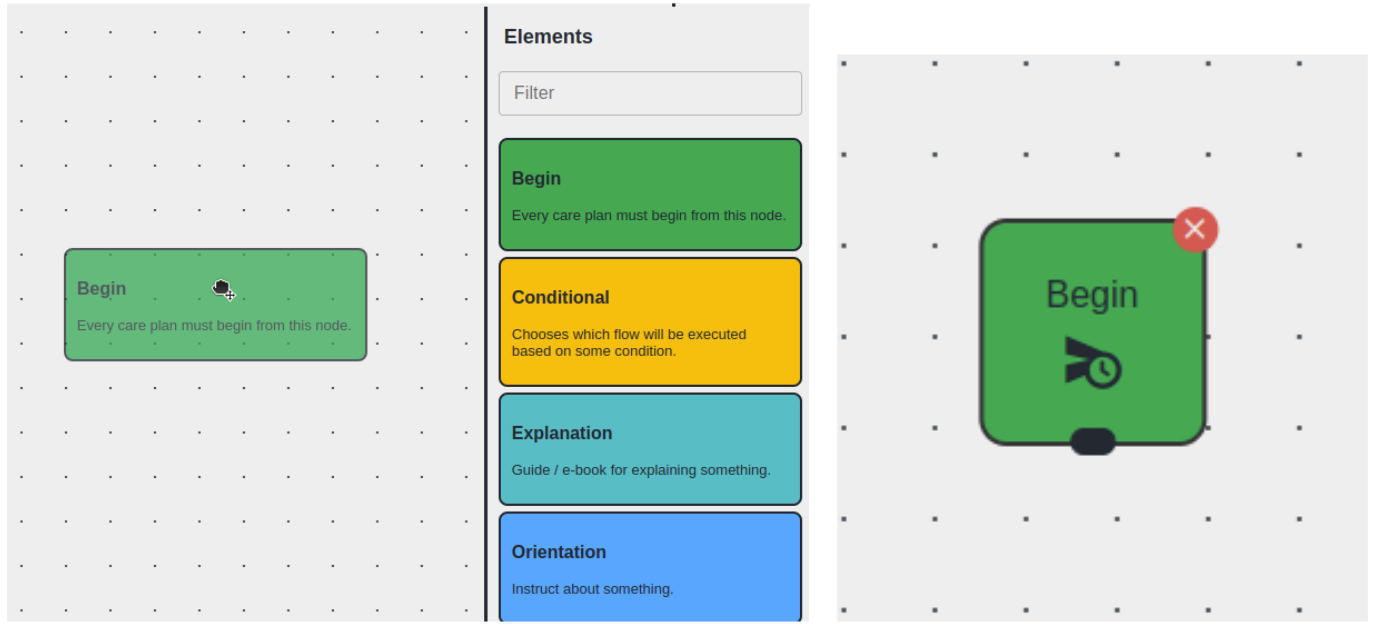 Begin
Every care plan must begin from this node.
Elements
Filter
Begin
Every care plan must begin from this node.
Conditional
Chooses which flow will be executed
based on some condition.
Explanation
Guide / e-book for explaining something.
Orientation
Instruct about something.
Begin